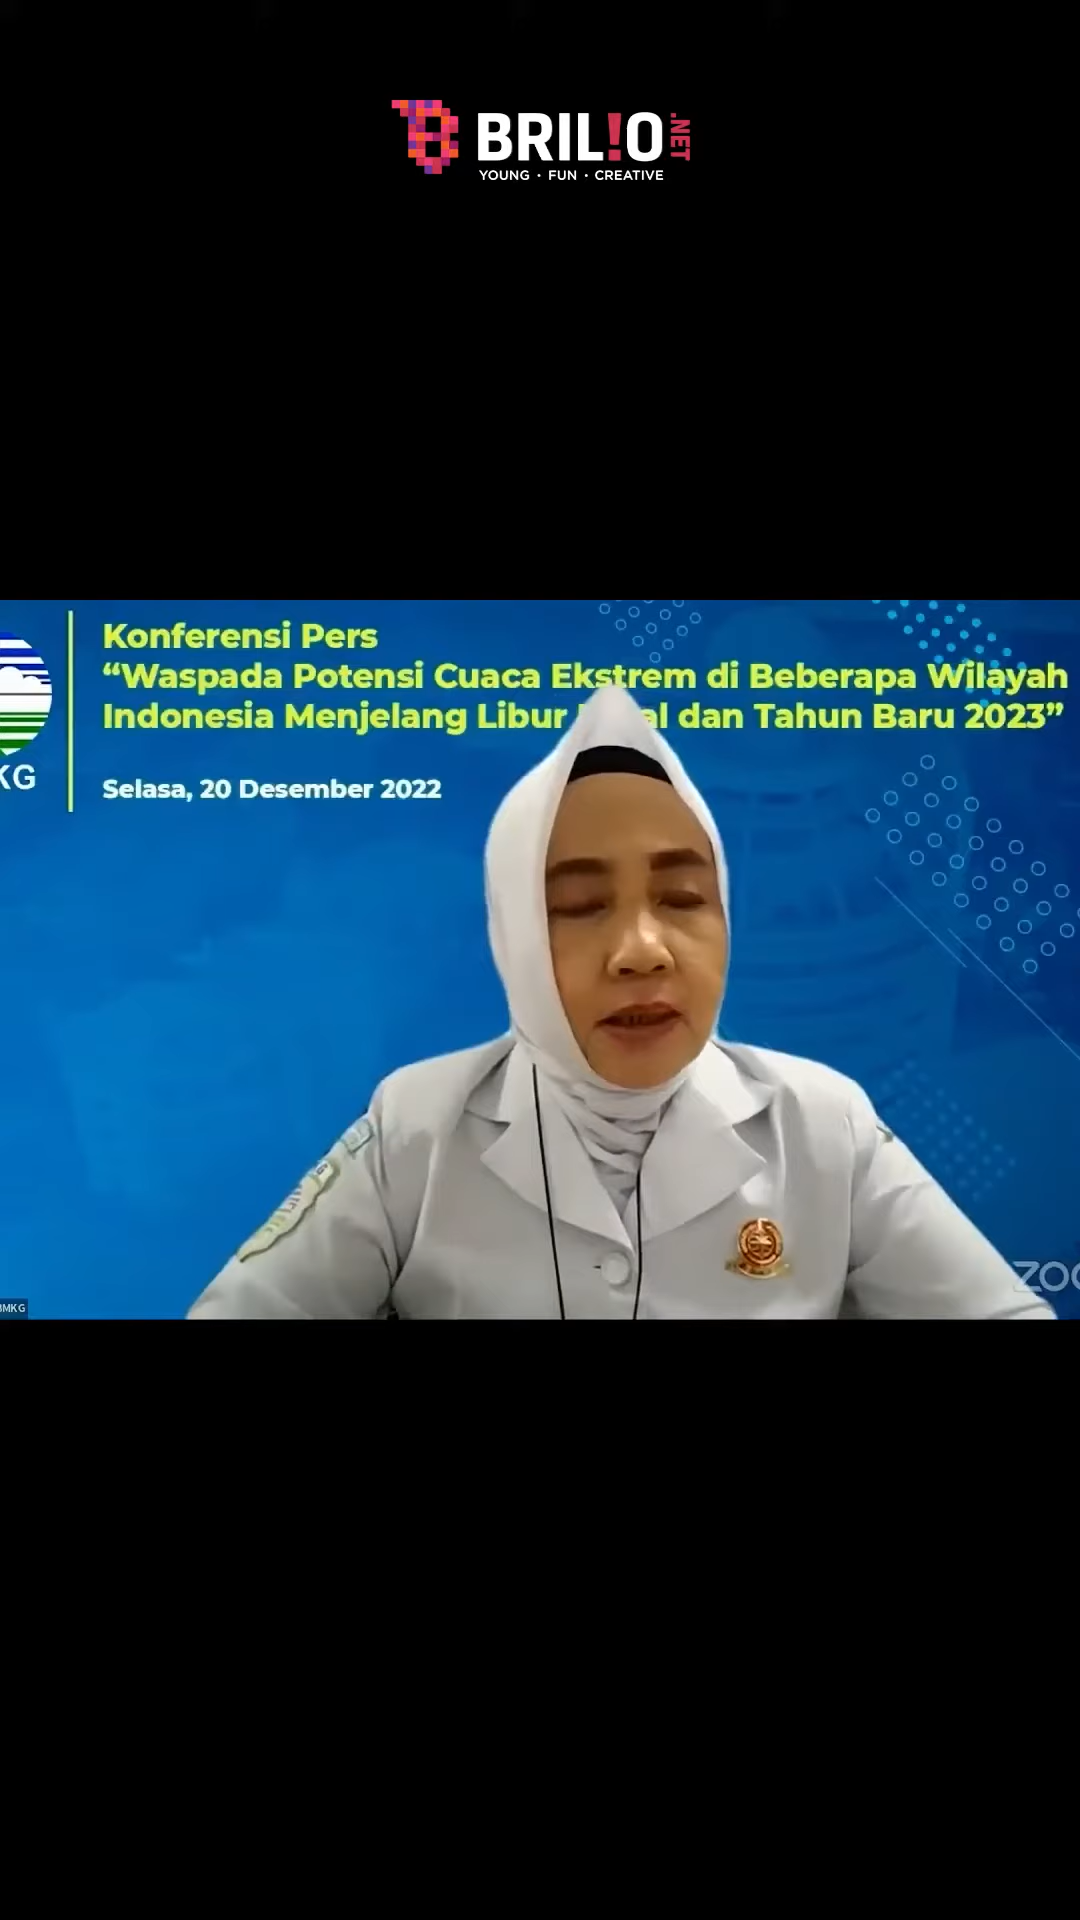 BRIL!O.NET
YOUNG • FUN • CREATIVE
Konferensi Pers
“Waspada Potensi Cuaca Ekstrem di Beberapa Wilayah
Indonesia Menjelang Libur al dan Tahun Baru 2023”
Selasa, 20 Desember 2022
KG
BMKG